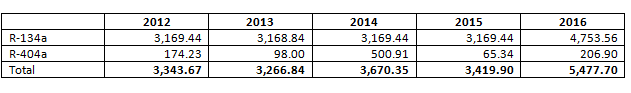 2012 2013 2014 2015 2016
R-134a 3,169.44 3,168.84 3,169.44 3,169.44 4,753.56
R-404a 174.23 98.00 500.91 65.34 206.90
Total 3,343.67 3,266.84 3,670.35 3,419.90 5,477.70